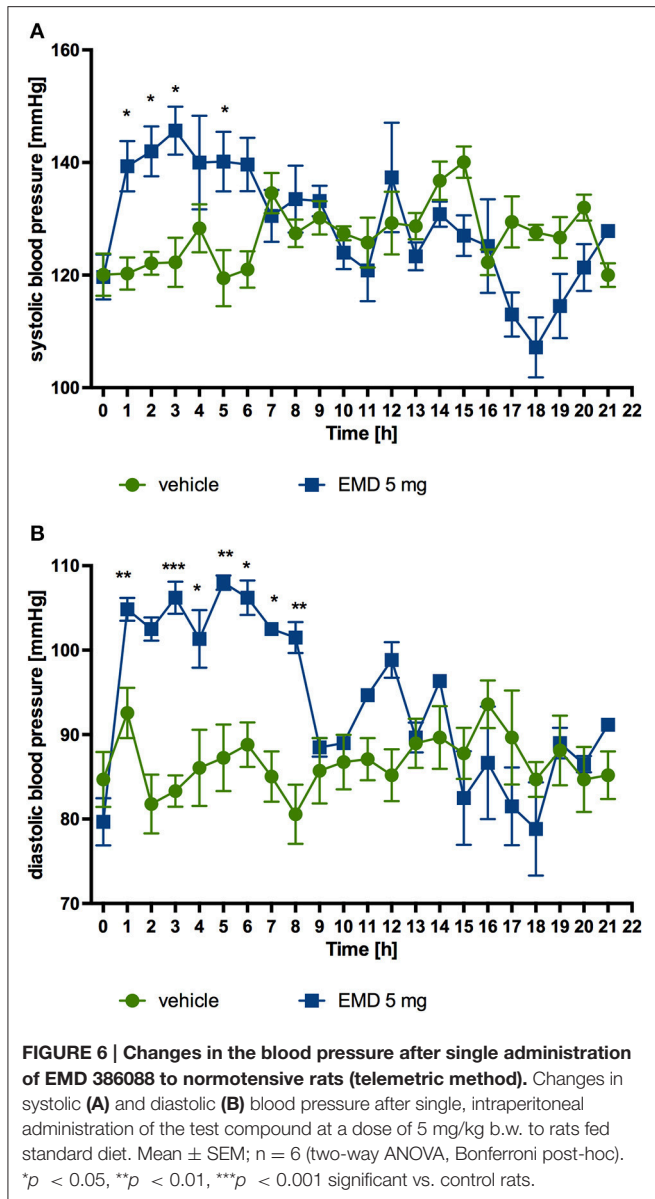 A
160
140
120
100
systolic blood pressure [mmHg]
* * * *
0 1 2 3 4 5 6 7 8 9 10 11 12 13 14 15 16 17 18 19 20 21 22
Time [h]
vehicle EMD 5 mg
B
110
100
90
80
70
diastolic blood pressure [mmHg]
** *** * ** * * **
0 1 2 3 4 5 6 7 8 9 10 11 12 13 14 15 16 17 18 19 20 21 22
Time [h]
vehicle EMD 5 mg
FIGURE 6 | Changes in the blood pressure after single administration
of EMD 386088 to normotensive rats (telemetric method). Changes in
systolic (A) and diastolic (B) blood pressure after single, intraperitoneal
administration of the test compound at a dose of 5 mg/kg b.w. to rats fed
standard diet. Mean ± SEM; n = 6 (two-way ANOVA, Bonferroni post-hoc).
*p < 0.05, **p < 0.01, ***p < 0.001 significant vs. control rats.